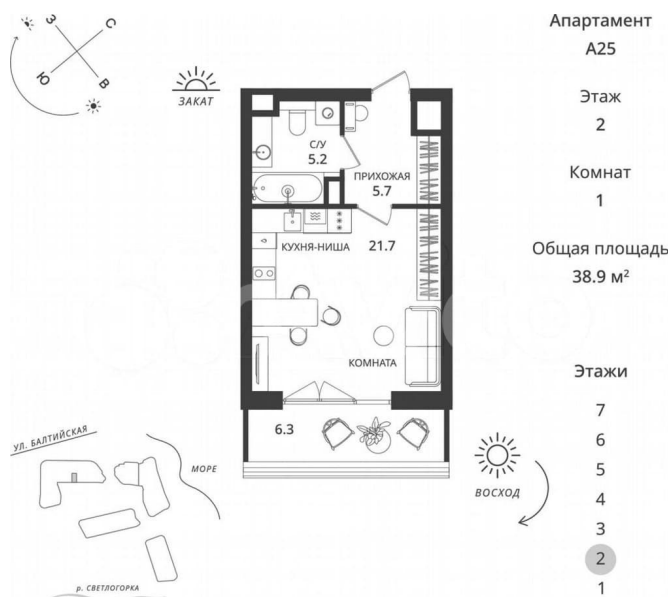 З
С
Ю
В
ЗАКАТ
С/У
5.2
ПРИХОЖАЯ
5.7
КУХНЯ-НИША
21.7
КОМНАТА
6.3
ВОСХОД
УЛ. БАЛТИЙСКАЯ
МОРЕ
р. СВЕТЛОГОРКА
Апартамент
A25
Этаж
2
Комнат
1
Общая площадь
38.9 м²
Этажи
7
6
5
4
3
2
1